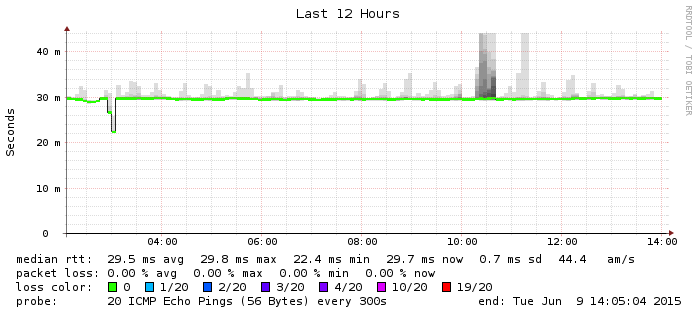 Last 12 Hours
RRDTOOL / TOBI OETIKER
Seconds
40 m
30 m
20 m
10 m
0
04:00 06:00 08:00 10:00 12:00 14:00
median rtt: 29.5 ms avg 29.8 ms max 22.4 ms min 29.7 ms now 0.7 ms sd 44.4 am/s
packet loss: 0.00 % avg 0.00 % max 0.00 % min 0.00 % now
loss color: 0 1/20 2/20 3/20 4/20 10/20 19/20
probe: 20 ICMP Echo Pings (56 Bytes) every 300s end: Tue Jun 9 14:05:04 2015